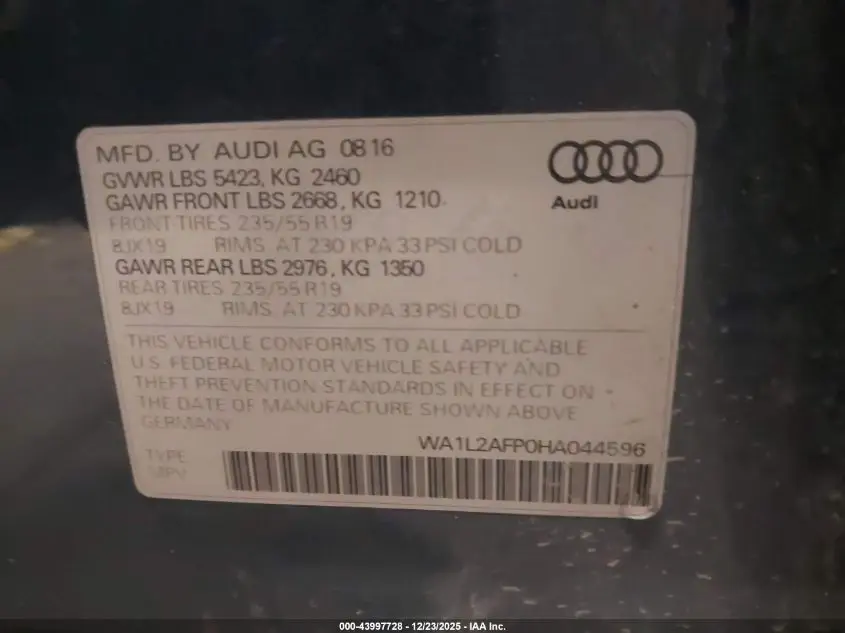 MFD. BY AUDI AG 0816
GVWR LBS 5423, KG 2460
GAWR FRONT LBS 2668, KG 1210
FRONT TIRES 235/55 R19
8JX19 RIMS, AT 230 KPA 33 PSI COLD
GAWR REAR LBS 2976, KG 1350
REAR TIRES 235/55 R19
8JX19 RIMS, AT 230 KPA 33 PSI COLD
Audi
THIS VEHICLE CONFORMS TO ALL APPLICABLE
U.S. FEDERAL MOTOR VEHICLE SAFETY AND
THEFT PREVENTION STANDARDS IN EFFECT ON
THE DATE OF MANUFACTURE SHOWN ABOVE
GERMANY
WA1L2AFP0HA044596
TYPE
MPV
000-43997728 - 12/23/2025 - IAA Inc.